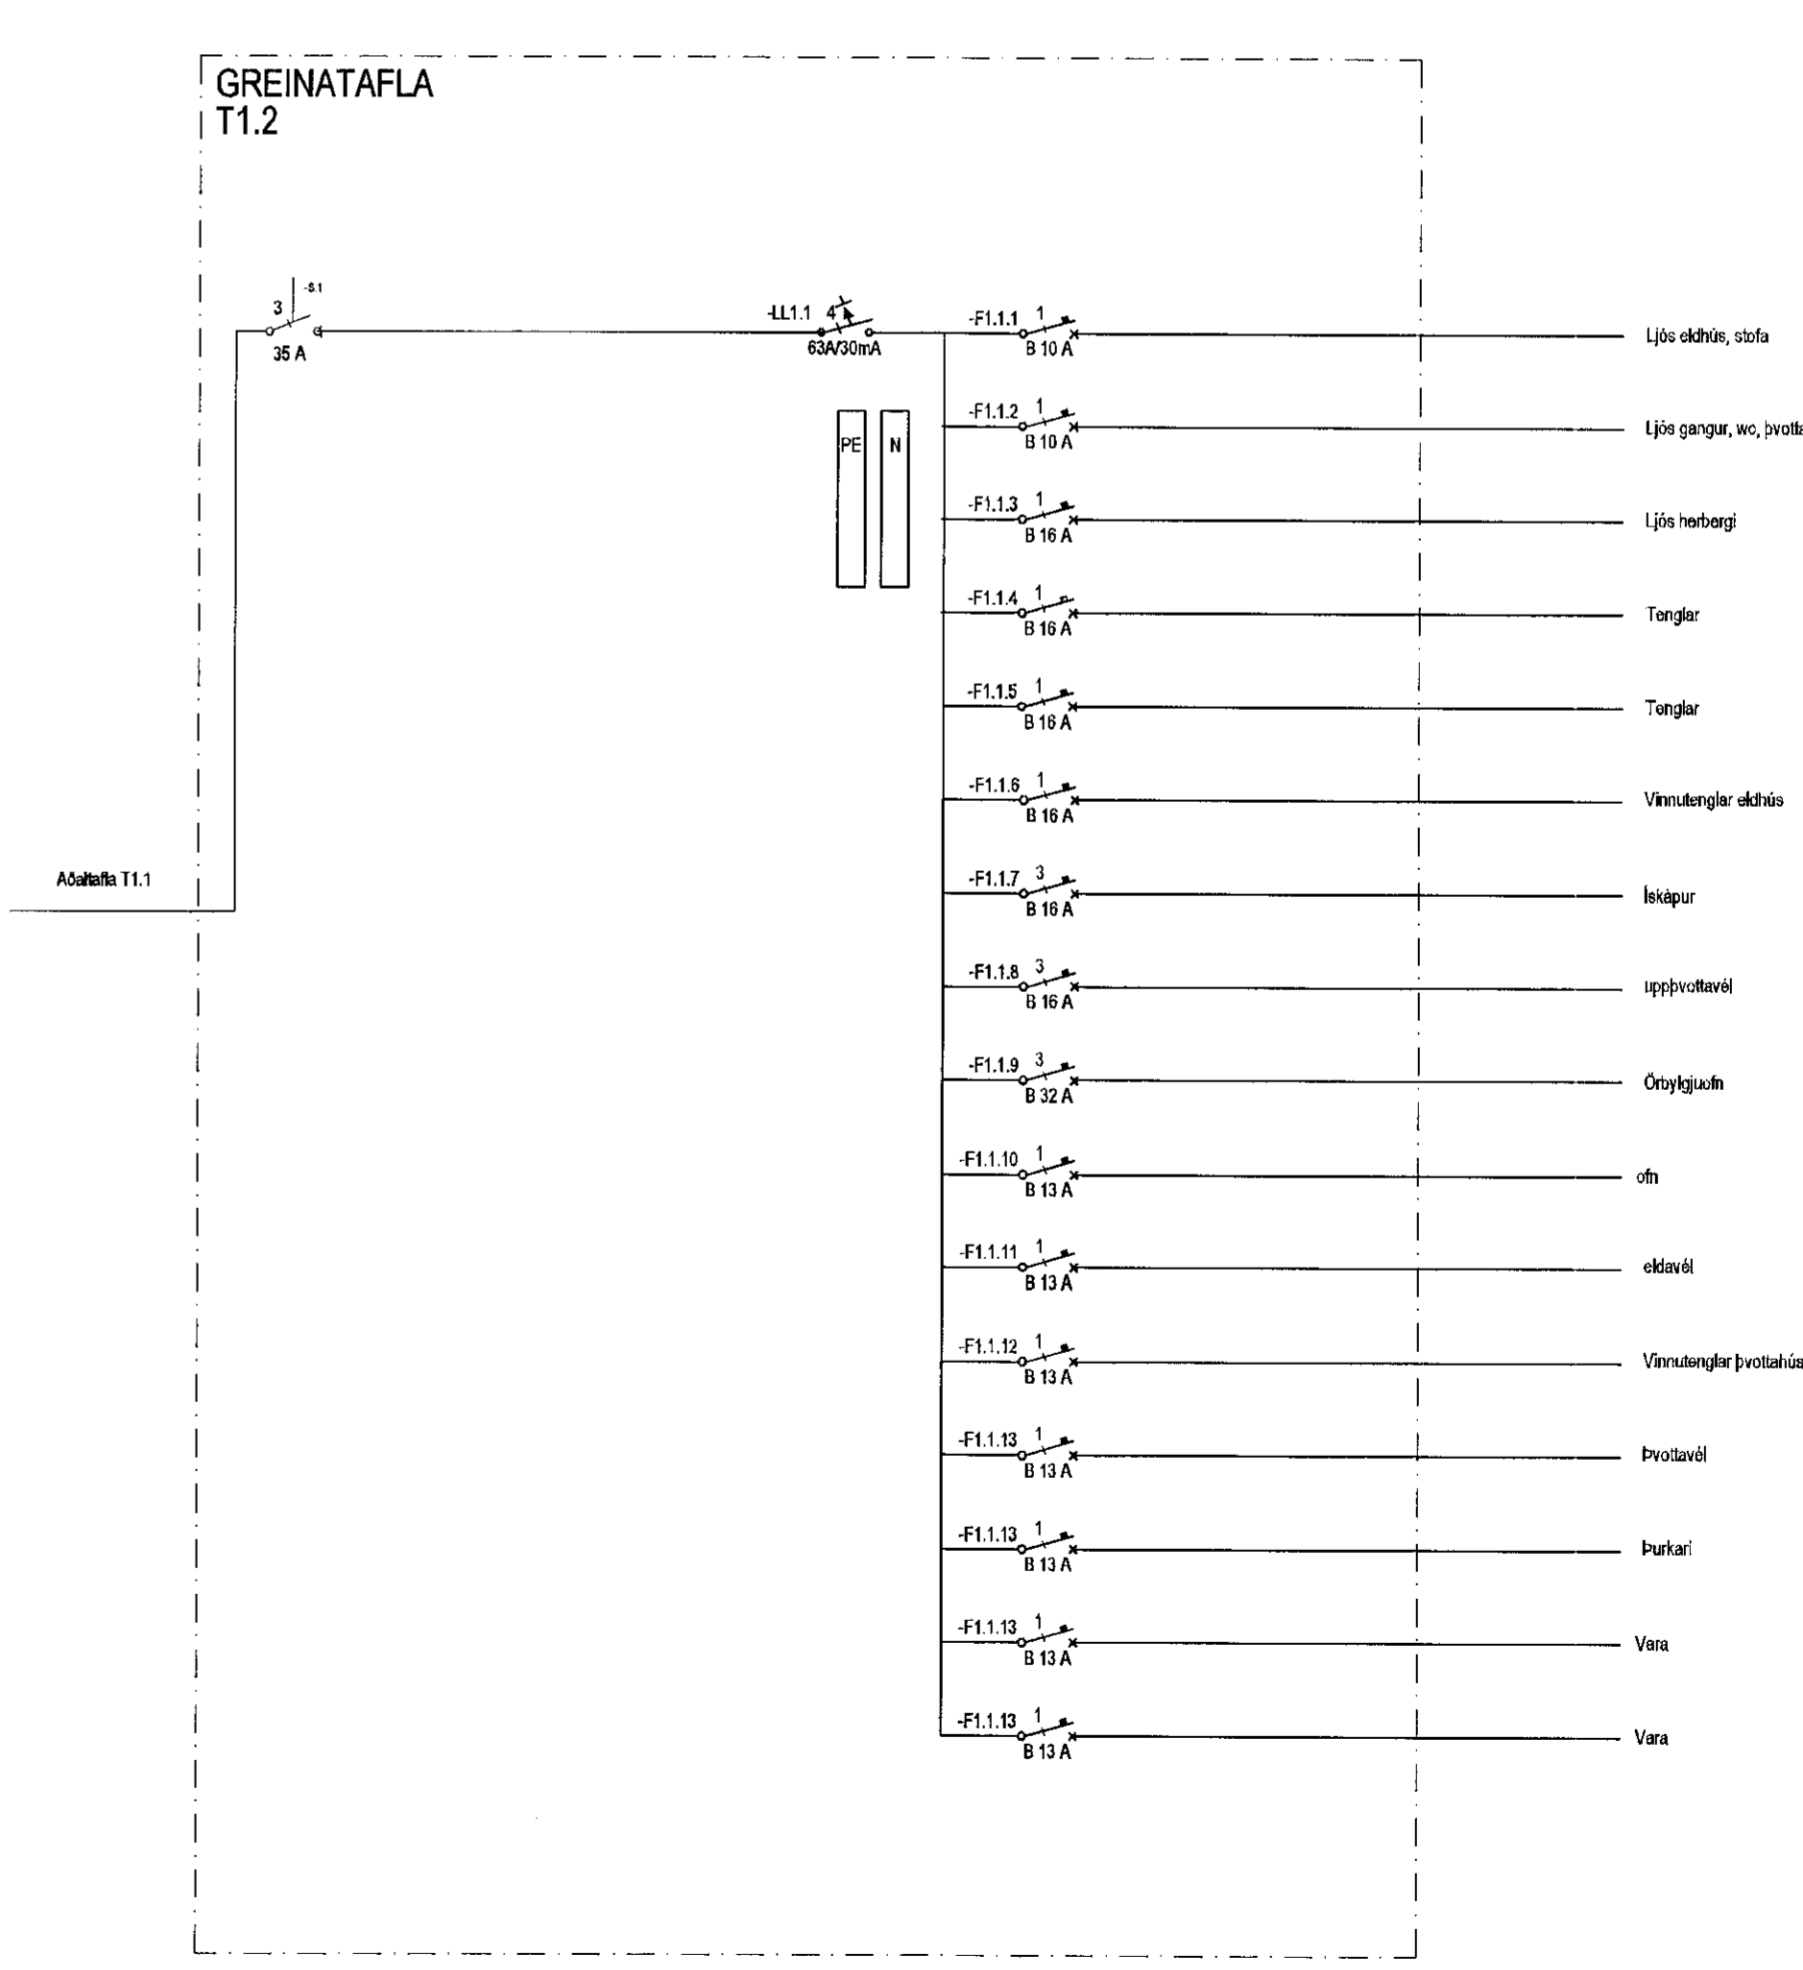 GREINATAFLA
T1.2
-S.1
3
35 A
-LL1.1 4
63A/30mA
PE N
Aðaltafla T1.1
-F1.1.1 1
B 10 A
Ljós eldhús, stofa
-F1.1.2 1
B 10 A
Ljós gangur, wc,
-F1.1.3 1
B 16 A
Ljós herbergi
-F1.1.4 1
B 16 A
Tenglar
-F1.1.5 1
B 16 A
Tenglar
-F1.1.6 1
B 16 A
Vinnutenglar eldhús
-F1.1.7 3
B 16 A
Ískápur
-F1.1.8 3
B 16 A
uppþvottavél
-F1.1.9 3
B 32 A
Örbylgjuofn
-F1.1.10 1
B 13 A
ofn
-F1.1.11 1
B 13 A
eldavél
-F1.1.12 1
B 13 A
Vinnutenglar þvottahús
-F1.1.13 1
B 13 A
Þvottavél
-F1.1.13 1
B 13 A
Þurkari
-F1.1.13 1
B 13 A
Vara
-F1.1.13 1
B 13 A
Vara